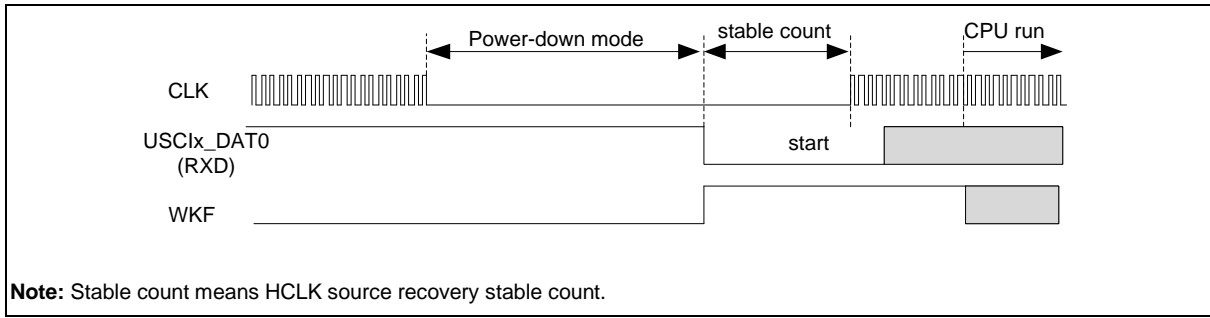 Power-down mode
stable count
CPU run
CLK
USCIx_DAT0
(RXD)
start
WKF
Note: Stable count means HCLK source recovery stable count.